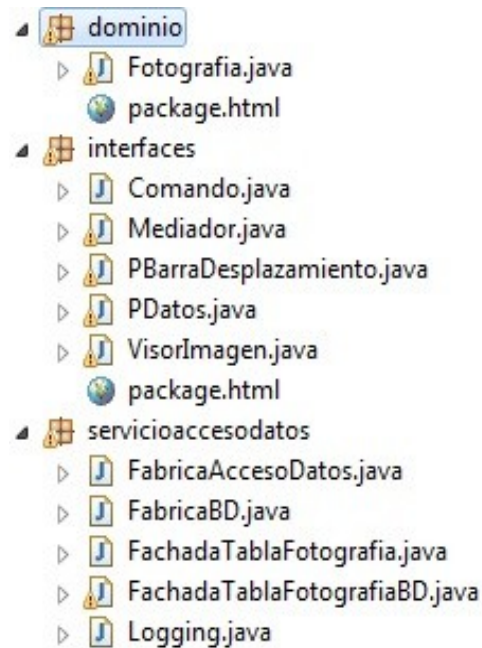 dominio
Fotografia.java
package.html
interfaces
Comando.java
Mediador.java
PBarraDesplazamiento.java
PDatos.java
VisorImagen.java
package.html
servicioaccesodatos
FabricaAccesoDatos.java
FabricaBD.java
FachadaTablaFotografia.java
FachadaTablaFotografiaBD.java
Logging.java